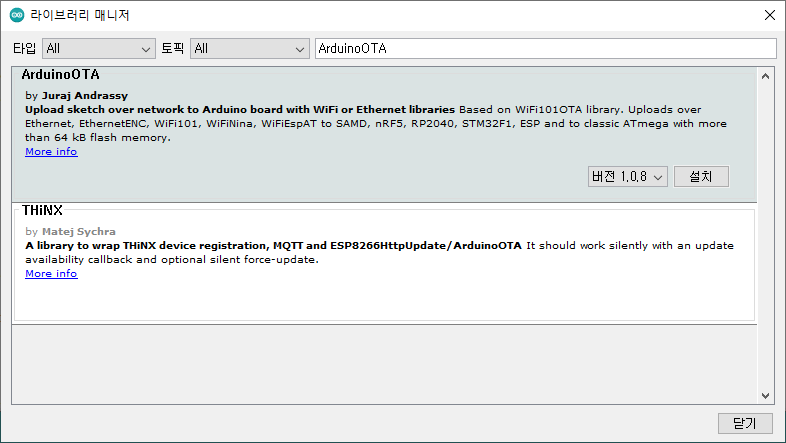 라이브러리 매니저
타입 All 토픽 All ArduinoOTA
ArduinoOTA
by Juraj Andrassy
Upload sketch over network to Arduino board with WiFi or Ethernet libraries Based on WiFi101OTA library. Uploads over
Ethernet, EthernetENC, WiFi101, WiFiNina, WiFiEspAT to SAMD, nRF5, RP2040, STM32F1, ESP and to classic ATmega with more
than 64 kB flash memory.
More info
버전 1.0.8 설치
THiNX
by Matej Sychra
A library to wrap THiNX device registration, MQTT and ESP8266HttpUpdate/ArduinoOTA It should work silently with an update
availability callback and optional silent force-update.
More info
닫기